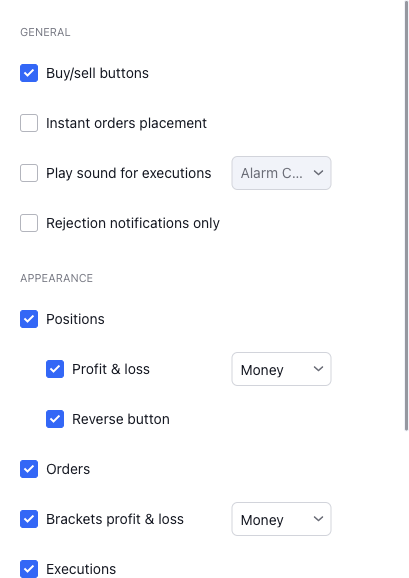 GENERAL
Buy/sell buttons
Instant orders placement
Play sound for executions Alarm C...
Rejection notifications only
APPEARANCE
Positions
Profit & loss Money
Reverse button
Orders
Brackets profit & loss Money
Executions